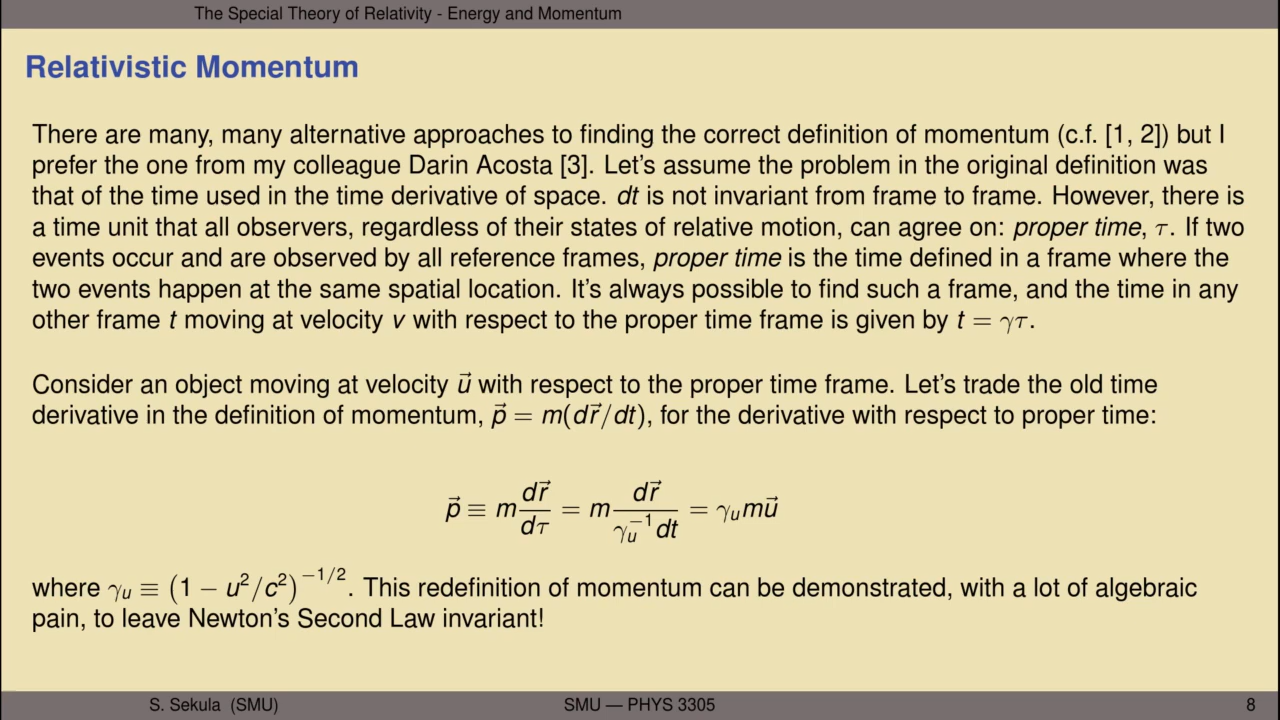 The Special Theory of Relativity - Energy and Momentum
Relativistic Momentum
There are many, many alternative approaches to finding the correct definition of momentum (c.f. [1, 2]) but I
prefer the one from my colleague Darin Acosta [3]. Let's assume the problem in the original definition was
that of the time used in the time derivative of space. dt is not invariant from frame to frame. However, there is
a time unit that all observers, regardless of their states of relative motion, can agree on: proper time, τ. If two
events occur and are observed by all reference frames, proper time is the time defined in a frame where the
two events happen at the same spatial location. It's always possible to find such a frame, and the time in any
other frame t moving at velocity v with respect to the proper time frame is given by t = γτ.
Consider an object moving at velocity u⃗ with respect to the proper time frame. Let's trade the old time
derivative in the definition of momentum, p⃗ = m(dr⃗/dt), for the derivative with respect to proper time:
p⃗ ≡ m dr⃗/dτ = m dr⃗/(γᵤ⁻¹dt) = γᵤmu⃗
where γᵤ ≡ (1 − u²/c²)^(−1/2). This redefinition of momentum can be demonstrated, with a lot of algebraic
pain, to leave Newton's Second Law invariant!
S. Sekula (SMU) SMU — PHYS 3305 8